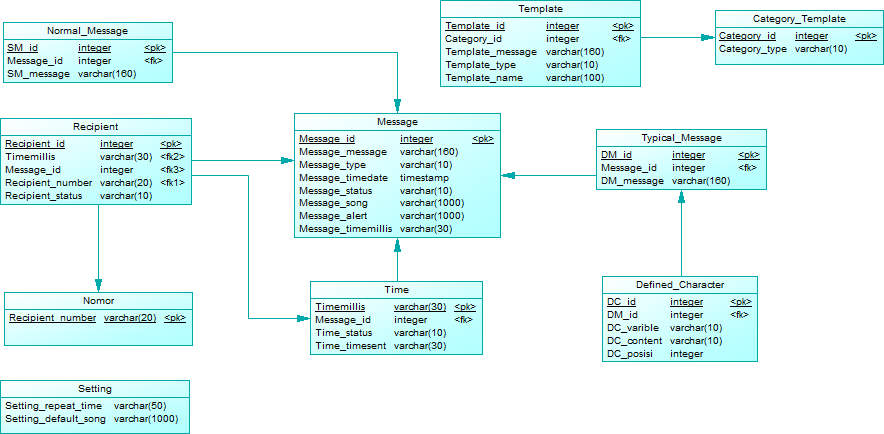 Normal_Message
SM_id integer <pk>
Message_id integer <fk>
SM_message varchar(160)
Template
Template_id integer <pk>
Category_id integer <fk>
Template_message varchar(160)
Template_type varchar(10)
Template_name varchar(100)
Category_Template
Category_id integer <pk>
Category_type varchar(10)
Recipient
Recipient_id integer <pk>
Timemillis varchar(30) <fk2>
Message_id integer <fk3>
Recipient_number varchar(20) <fk1>
Recipient_status varchar(10)
Message
Message_id integer <pk>
Message_message varchar(160)
Message_type varchar(10)
Message_timedate timestamp
Message_status varchar(10)
Message_song varchar(1000)
Message_alert varchar(1000)
Message_timemillis varchar(30)
Typical_Message
DM_id integer <pk>
Message_id integer <fk>
DM_message varchar(160)
Nomor
Recipient_number varchar(20) <pk>
Time
Timemillis varchar(30) <pk>
Message_id integer <fk>
Time_status varchar(10)
Time_timesent varchar(30)
Defined_Character
DC_id integer <pk>
DM_id integer <fk>
DC_varible varchar(10)
DC_content varchar(10)
DC_posisi integer
Setting
Setting_repeat_time varchar(50)
Setting_default_song varchar(1000)